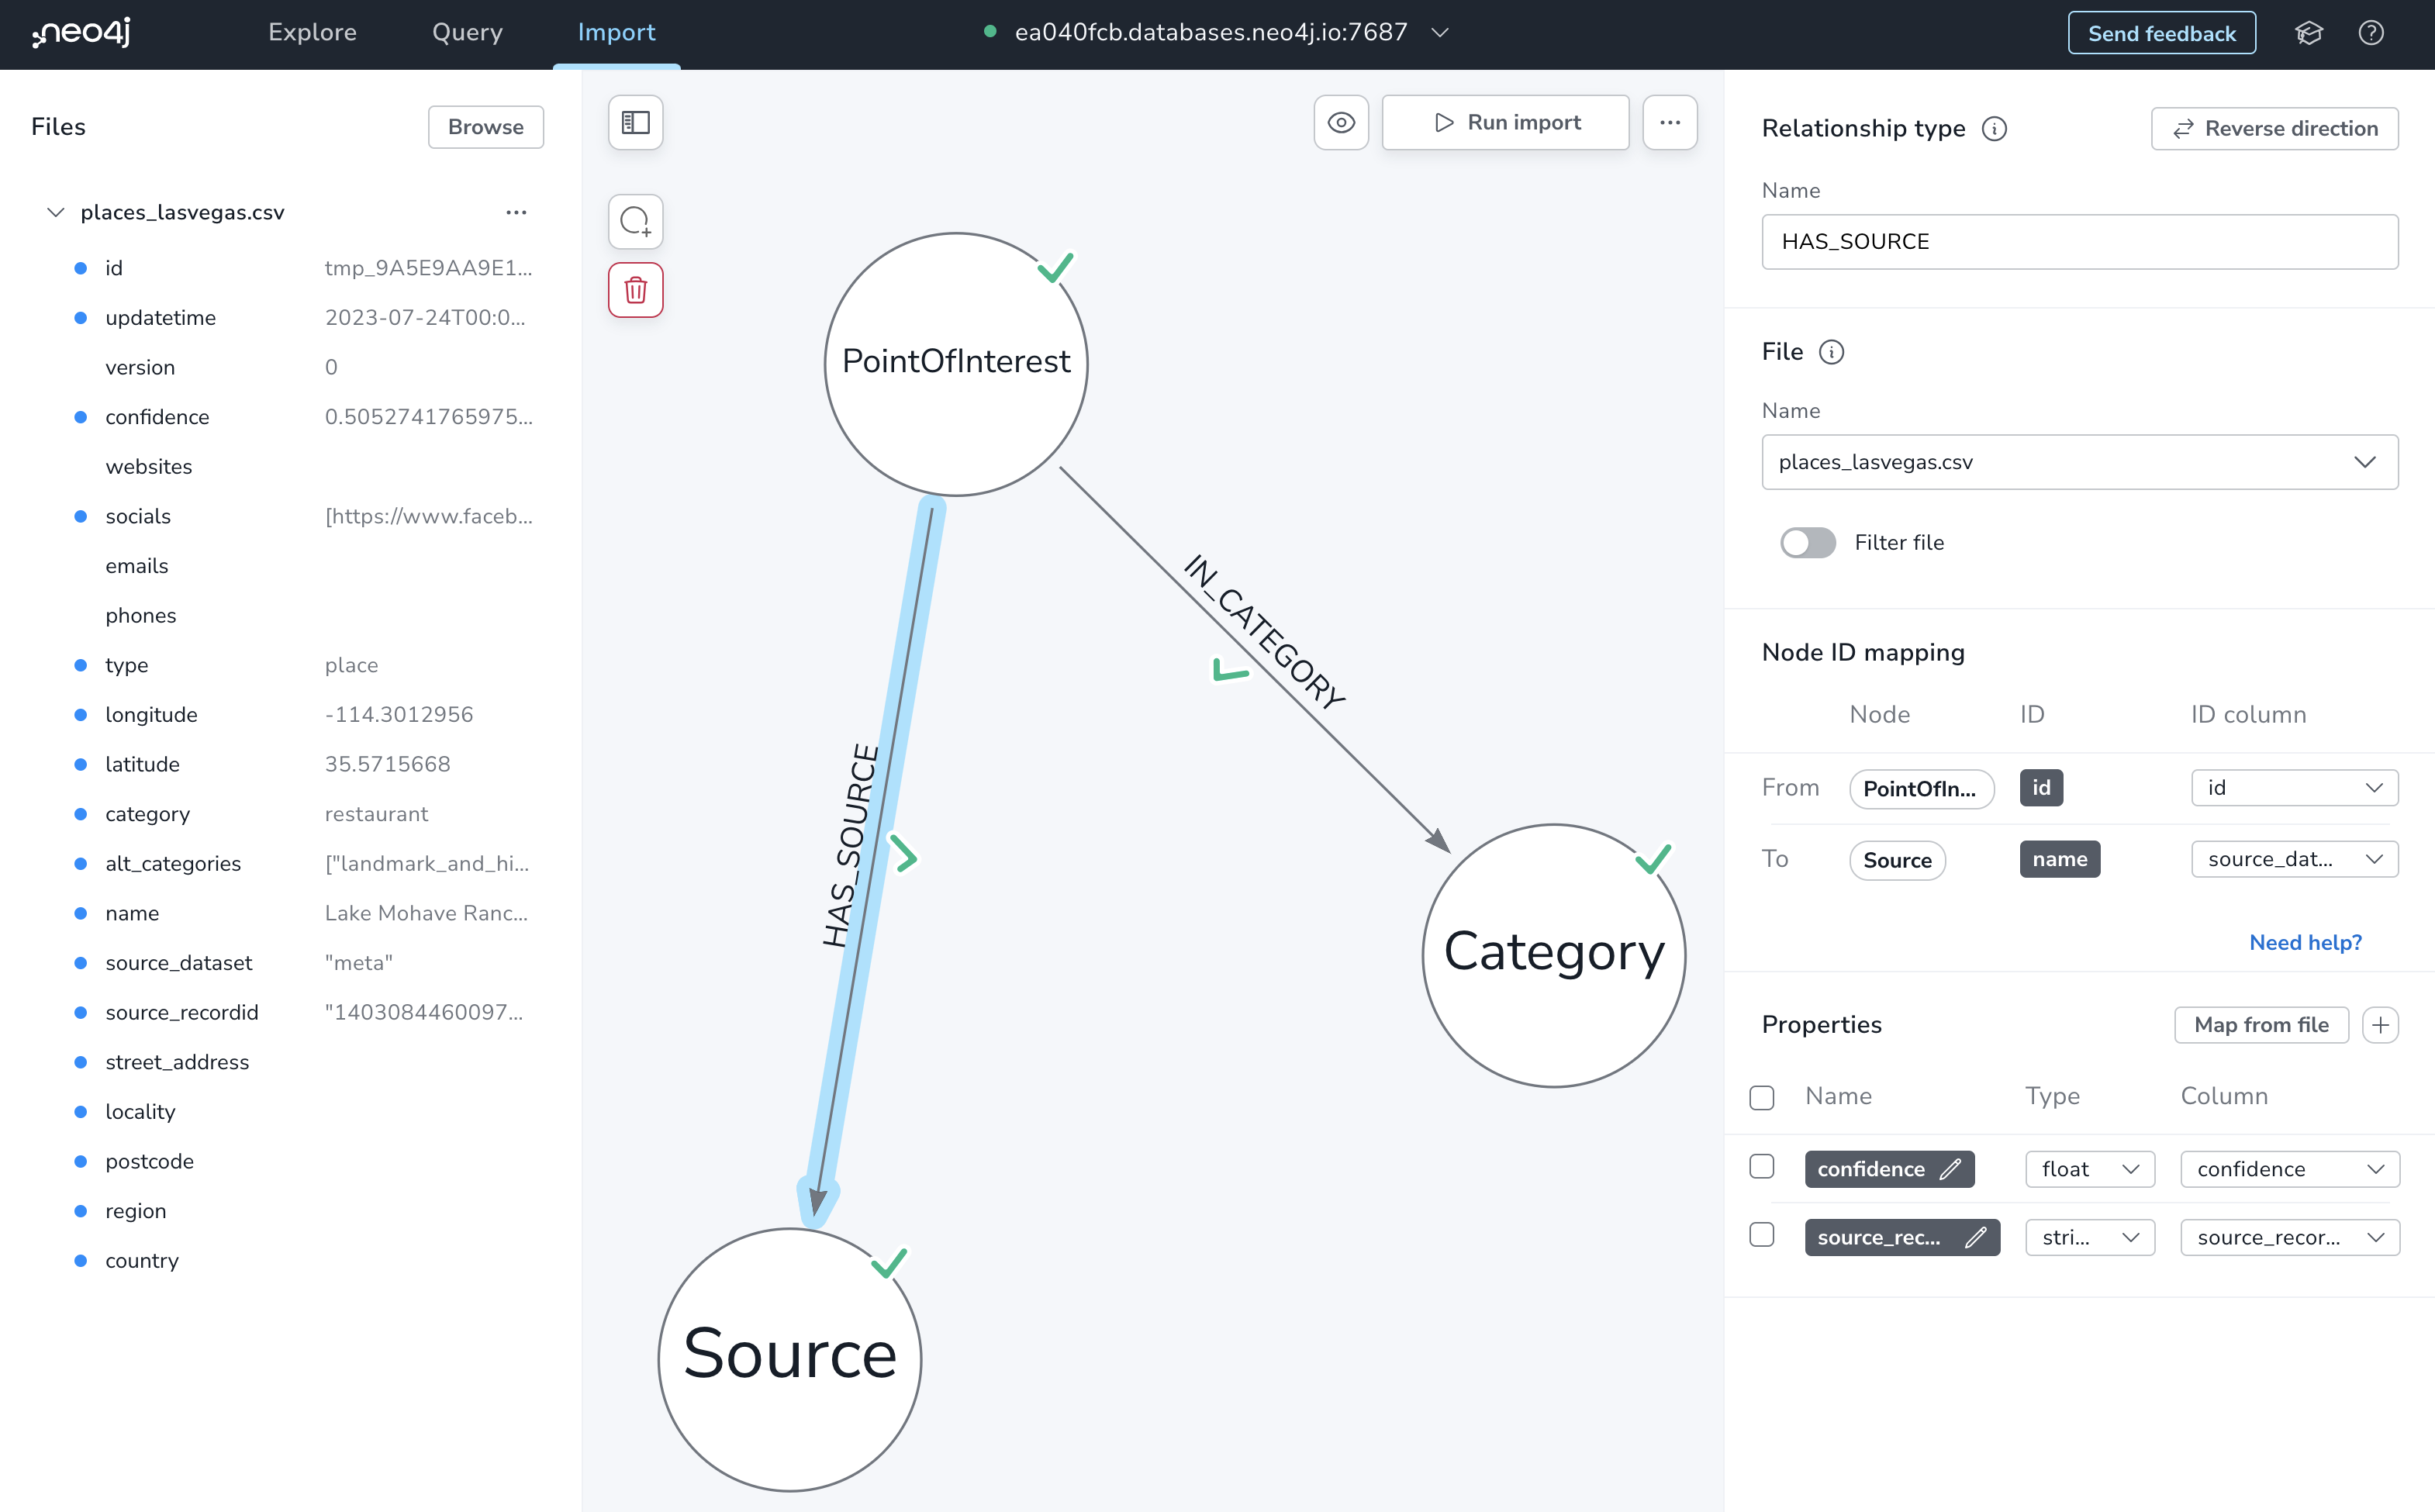 neo4j
Explore
Query
Import
ea040fcb.databases.neo4j.io:7687
Send feedback
Files
Browse
places_lasvegas.csv
id tmp_9A5E9AA9E1...
updatetime 2023-07-24T00:0...
version 0
confidence 0.5052741765975...
websites
socials [https://www.faceb...
emails
phones
type place
longitude -114.3012956
latitude 35.5715668
category restaurant
alt_categories ["landmark_and_hi...
name Lake Mohave Ranc...
source_dataset "meta"
source_recordid "1403084460097...
street_address
locality
postcode
region
country
Run import
PointOfInterest
IN_CATEGORY
HAS_SOURCE
Category
Source
Relationship type
Reverse direction
Name
HAS_SOURCE
File
Name
places_lasvegas.csv
Filter file
Node ID mapping
Node ID ID column
From PointOfIn... id id
To Source name source_dat...
Need help?
Properties
Map from file
Name Type Column
confidence float confidence
source_rec... stri... source_recor...